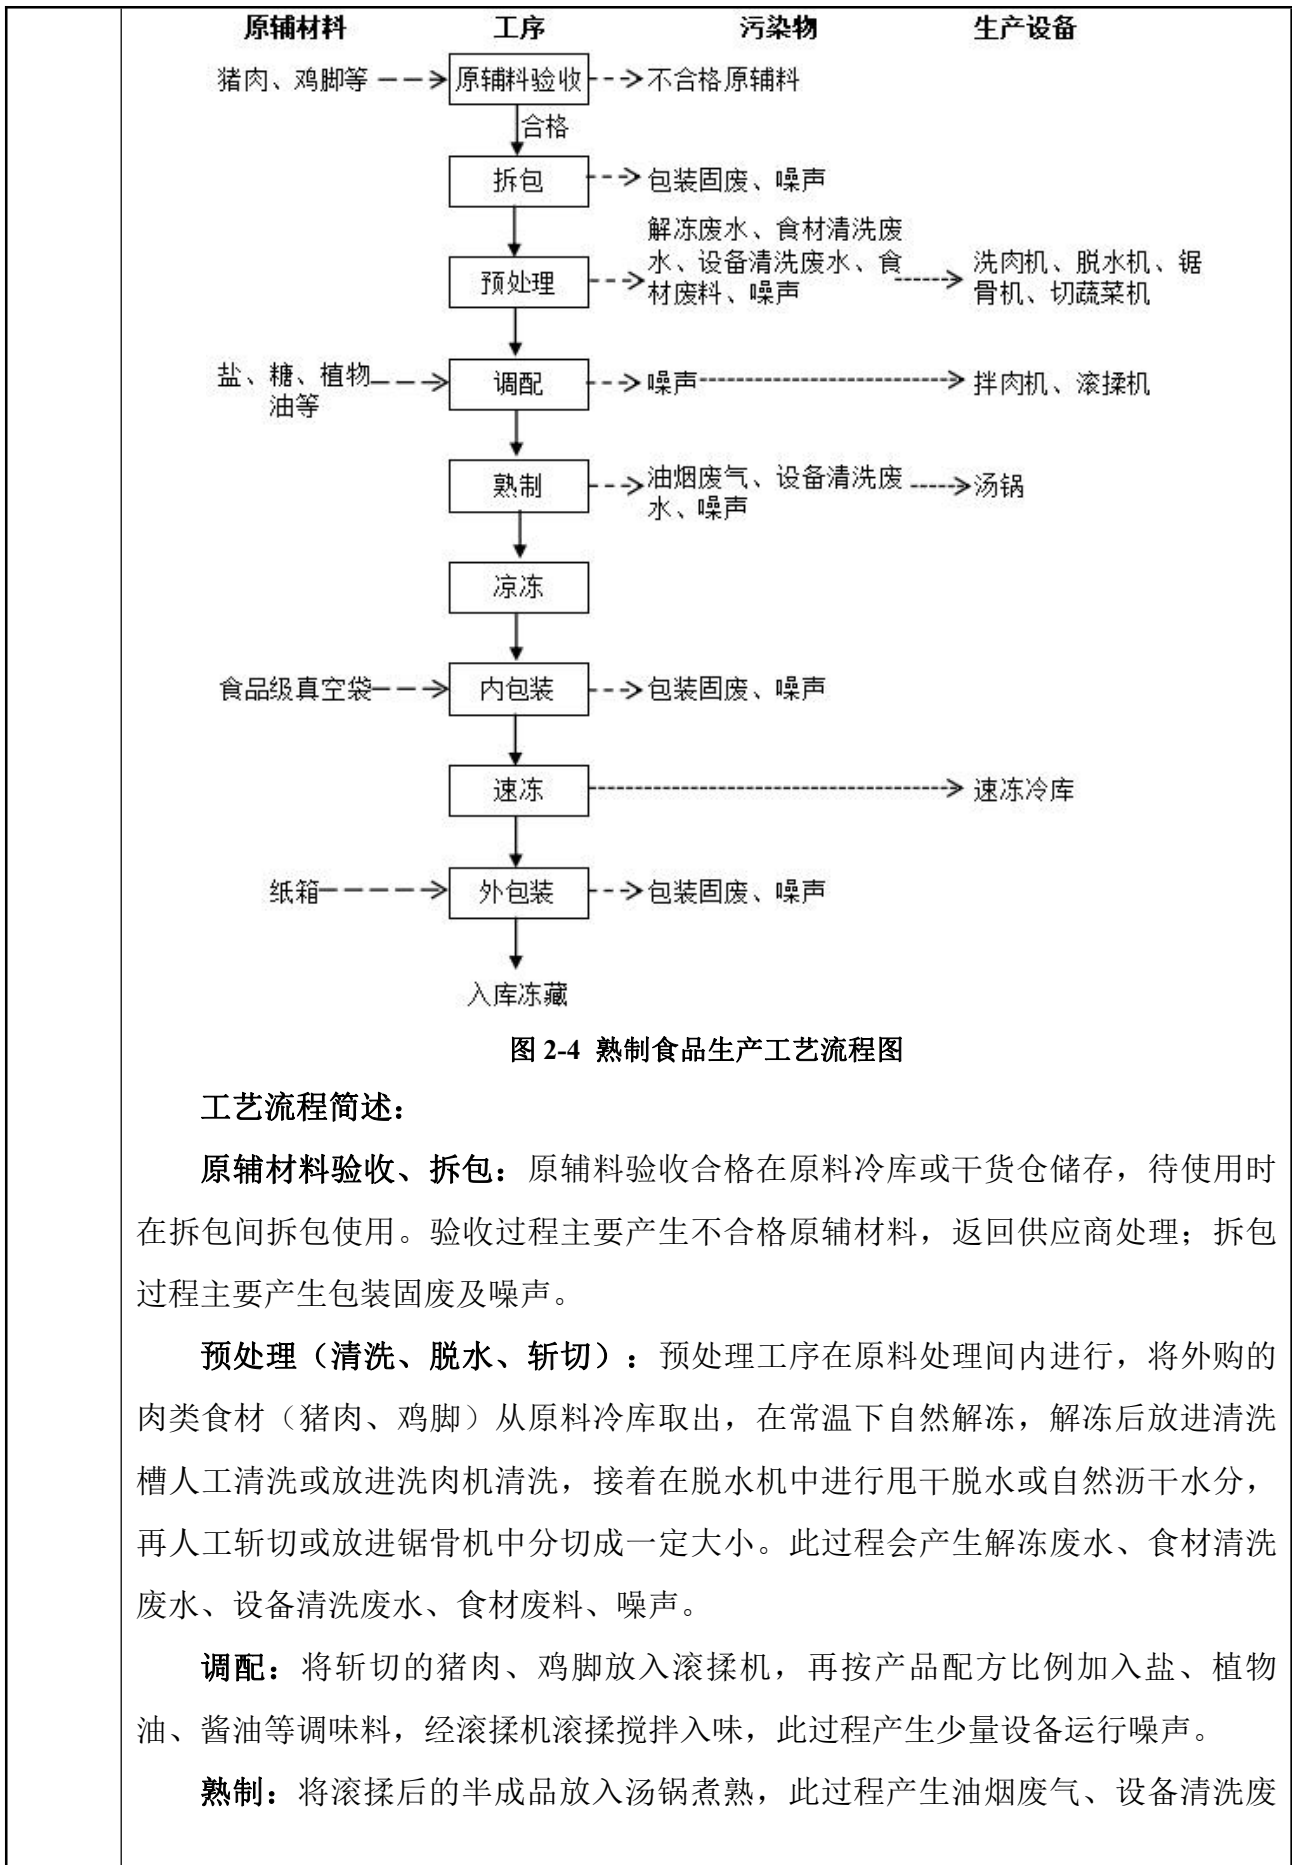 原辅材料 工序 污染物 生产设备
猪肉、鸡脚等 原辅料验收 不合格原辅料
合格
拆包 包装固废、噪声
解冻废水、食材清洗废
水、设备清洗废水、食
材废料、噪声
预处理
洗肉机、脱水机、锯
骨机、切蔬菜机
盐、糖、植物
油等
调配 噪声 拌肉机、滚揉机
熟制
油烟废气、设备清洗废
水、噪声
汤锅
凉冻
食品级真空袋 内包装 包装固废、噪声
速冻 速冻冷库
纸箱 外包装 包装固废、噪声
入库冻藏
图 2-4 熟制食品生产工艺流程图
工艺流程简述：
原辅材料验收、拆包：原辅料验收合格在原料冷库或干货仓储存，待使用时
在拆包间拆包使用。验收过程主要产生不合格原辅材料，返回供应商处理；拆包
过程主要产生包装固废及噪声。
预处理（清洗、脱水、斩切）：预处理工序在原料处理间内进行，将外购的
肉类食材（猪肉、鸡脚）从原料冷库取出，在常温下自然解冻，解冻后放进清洗
槽人工清洗或放进洗肉机清洗，接着在脱水机中进行甩干脱水或自然沥干水分，
再人工斩切或放进锯骨机中分切成一定大小。此过程会产生解冻废水、食材清洗
废水、设备清洗废水、食材废料、噪声。
调配：将斩切的猪肉、鸡脚放入滚揉机，再按产品配方比例加入盐、植物
油、酱油等调味料，经滚揉机滚揉搅拌入味，此过程产生少量设备运行噪声。
熟制：将滚揉后的半成品放入汤锅煮熟，此过程产生油烟废气、设备清洗废